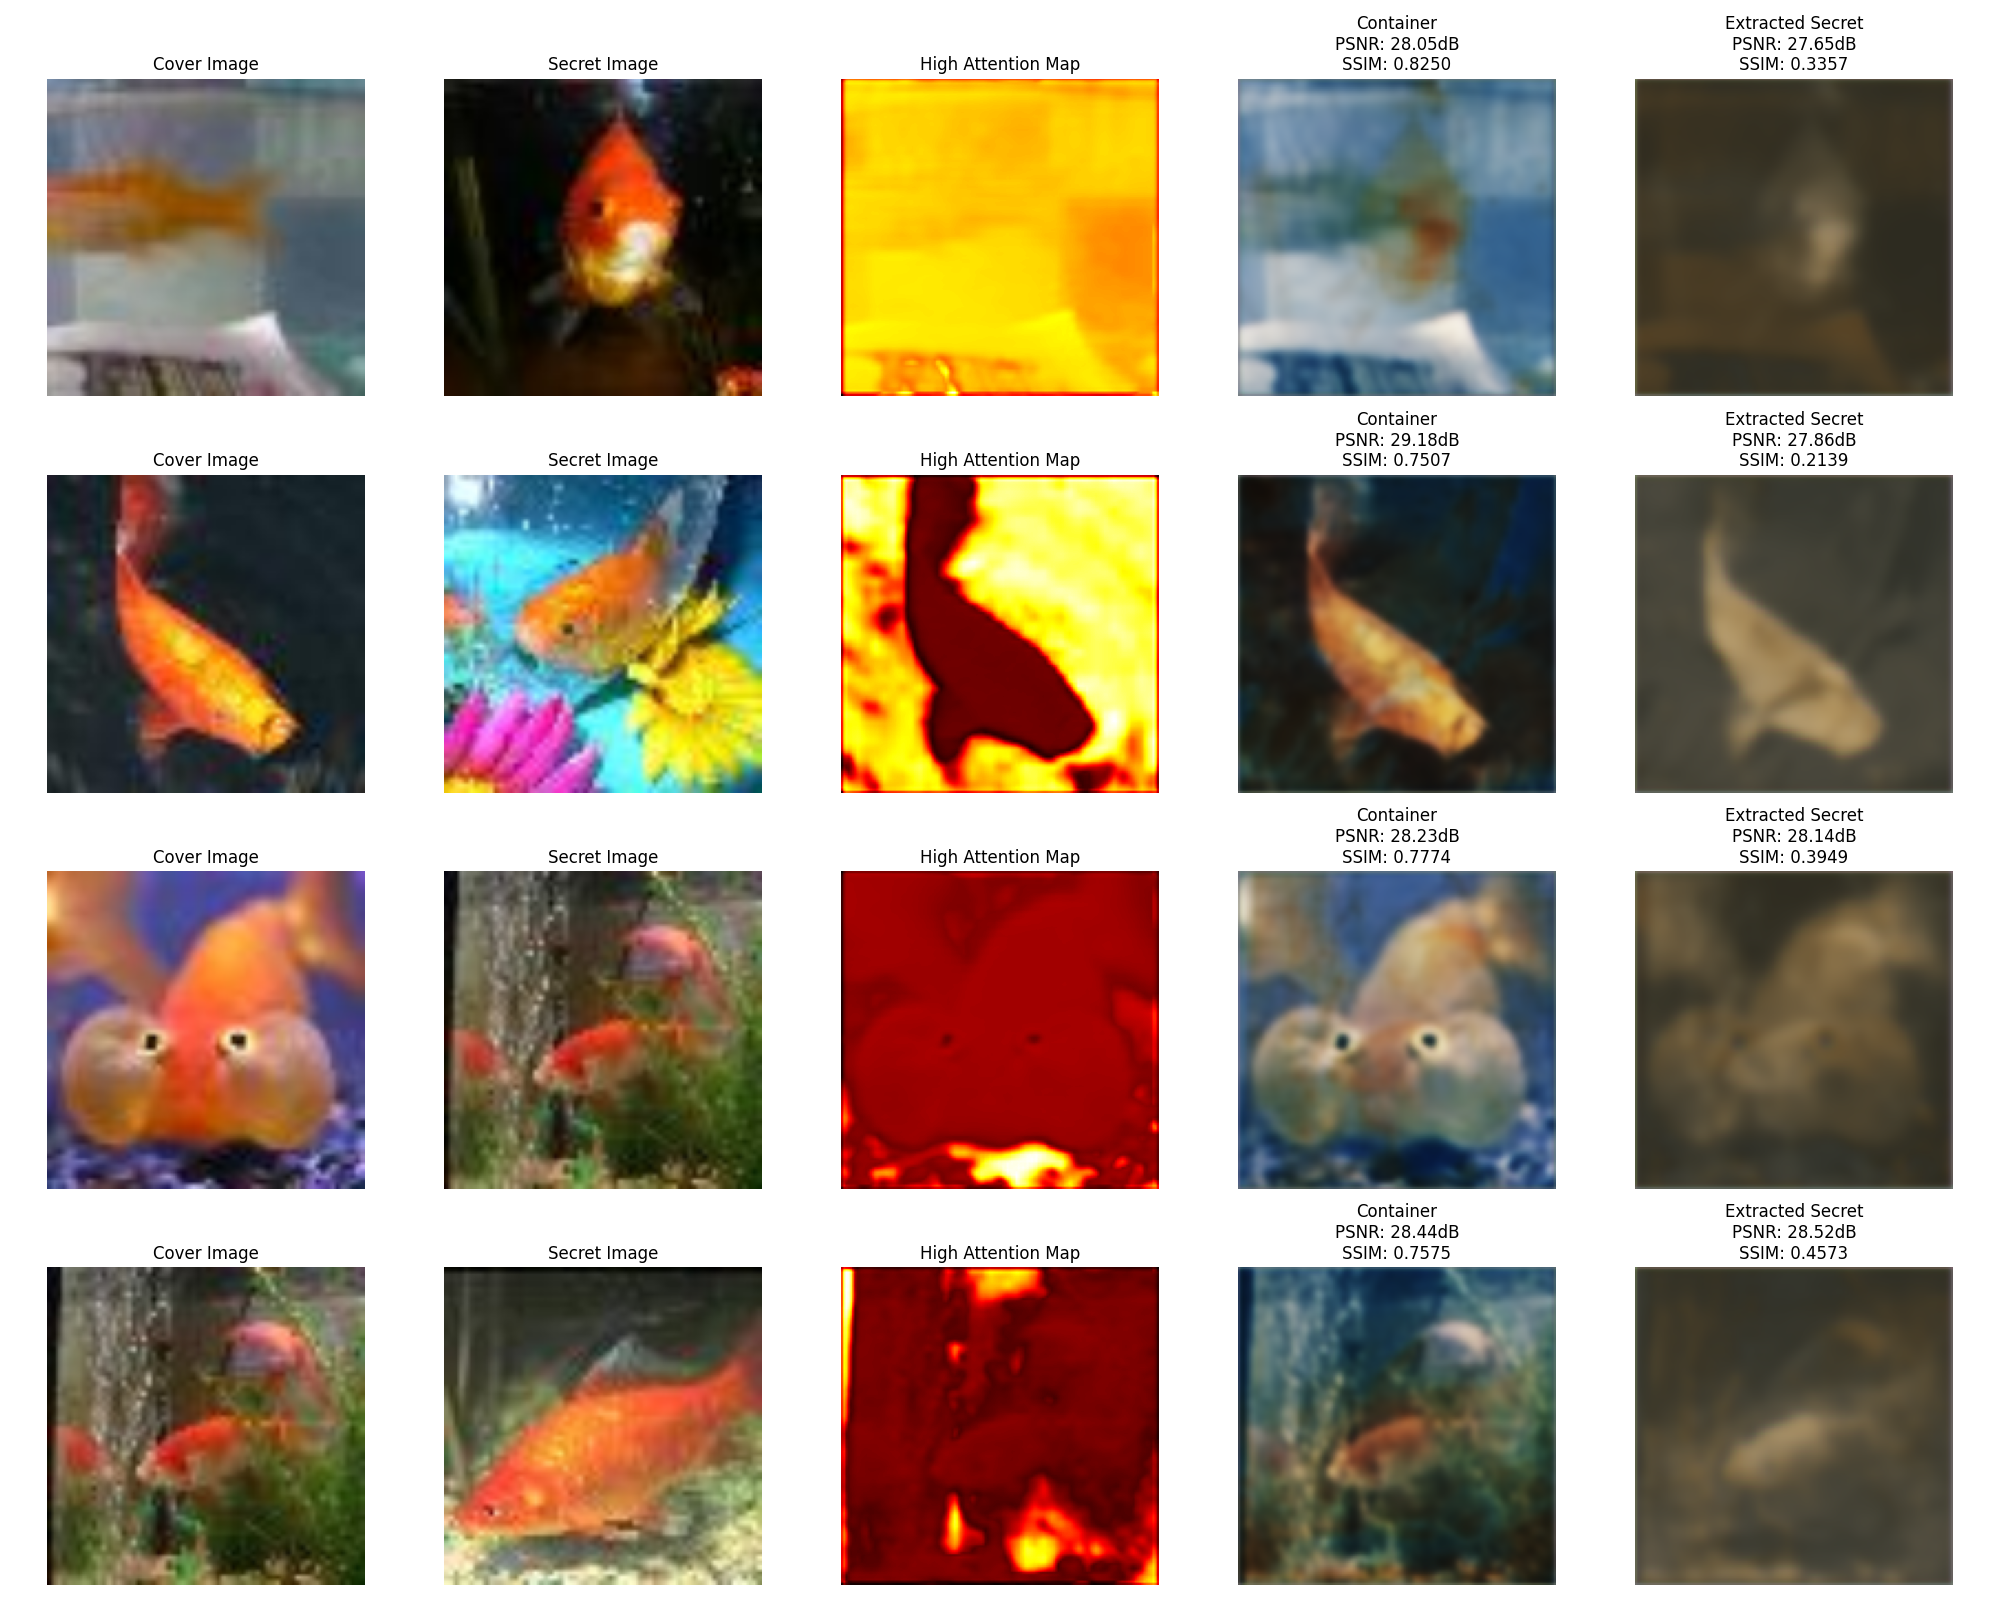 Cover Image
Secret Image
High Attention Map
Container
PSNR: 28.05dB
SSIM: 0.8250
Extracted Secret
PSNR: 27.65dB
SSIM: 0.3357
Cover Image
Secret Image
High Attention Map
Container
PSNR: 29.18dB
SSIM: 0.7507
Extracted Secret
PSNR: 27.86dB
SSIM: 0.2139
Cover Image
Secret Image
High Attention Map
Container
PSNR: 28.23dB
SSIM: 0.7774
Extracted Secret
PSNR: 28.14dB
SSIM: 0.3949
Cover Image
Secret Image
High Attention Map
Container
PSNR: 28.44dB
SSIM: 0.7575
Extracted Secret
PSNR: 28.52dB
SSIM: 0.4573